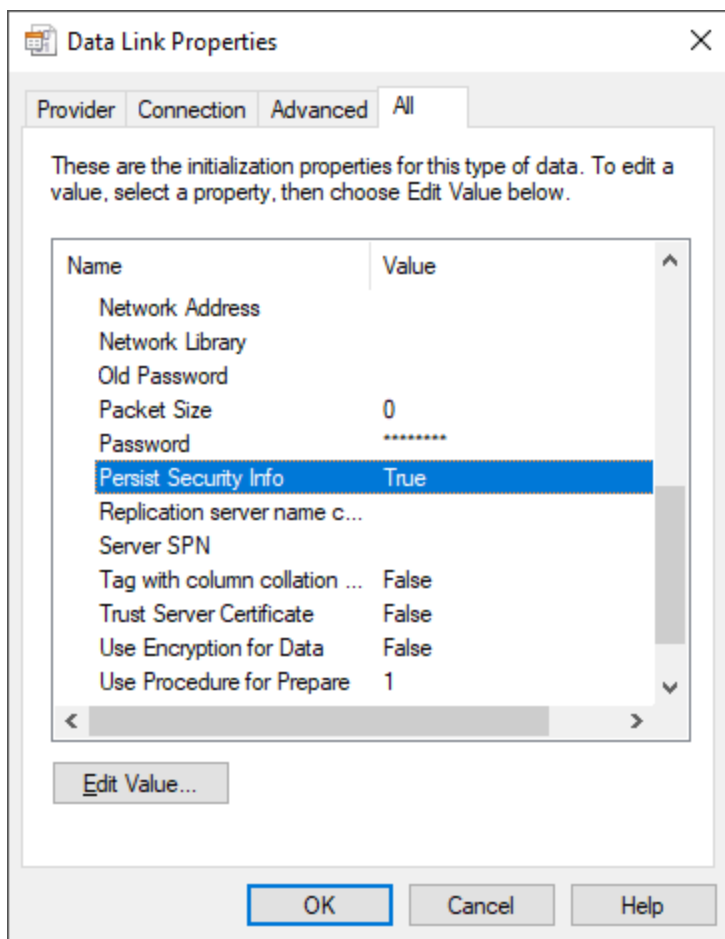 Data Link Properties
Provider Connection Advanced All
These are the initialization properties for this type of data. To edit a
value, select a property, then choose Edit Value below.
Name Value
Network Address
Network Library
Old Password
Packet Size 0
Password ********
Persist Security Info True
Replication server name c...
Server SPN
Tag with column collation ... False
Trust Server Certificate False
Use Encryption for Data False
Use Procedure for Prepare 1
Edit Value...
OK Cancel Help